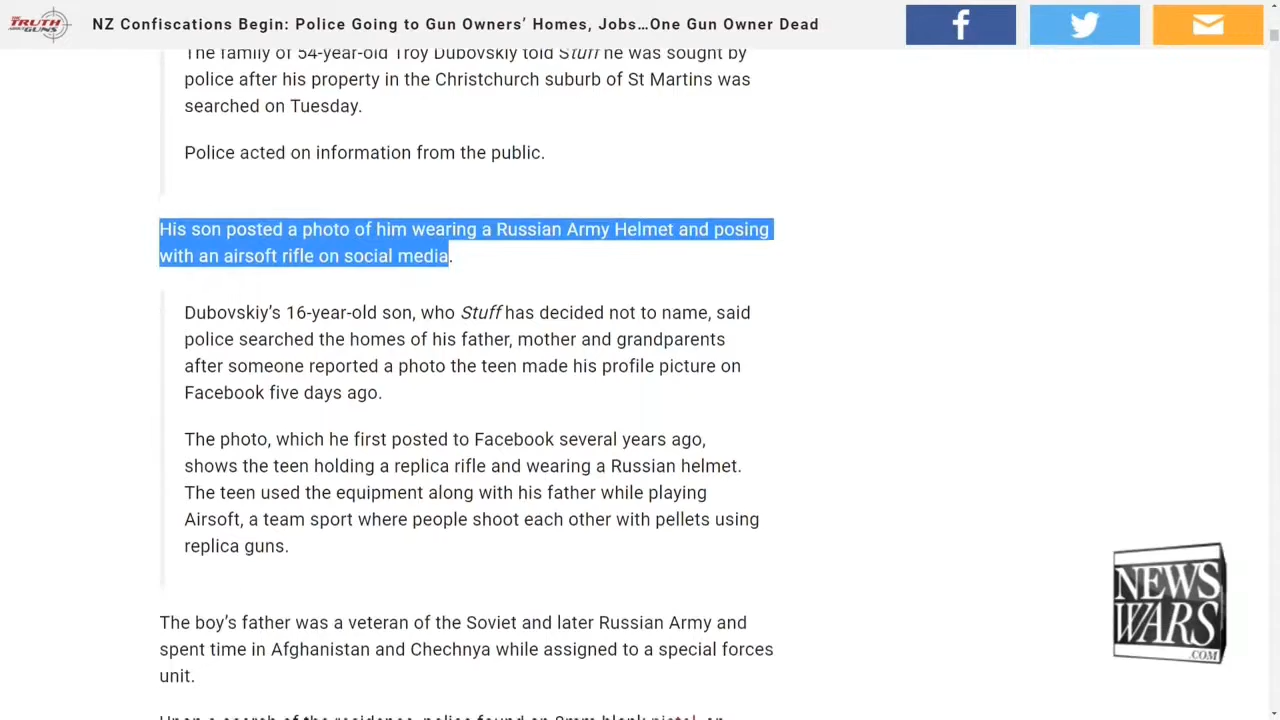 THE
TRUTH
ABOUT GUNS
NZ Confiscations Begin: Police Going to Gun Owners’ Homes, Jobs…One Gun Owner Dead
The family of 54-year-old Troy Dubovskiy told Stuff he was sought by
police after his property in the Christchurch suburb of St Martins was
searched on Tuesday.
Police acted on information from the public.
His son posted a photo of him wearing a Russian Army Helmet and posing
with an airsoft rifle on social media.
Dubovskiy’s 16-year-old son, who Stuff has decided not to name, said
police searched the homes of his father, mother and grandparents
after someone reported a photo the teen made his profile picture on
Facebook five days ago.
The photo, which he first posted to Facebook several years ago,
shows the teen holding a replica rifle and wearing a Russian helmet.
The teen used the equipment along with his father while playing
Airsoft, a team sport where people shoot each other with pellets using
replica guns.
NEWS
WARS
.COM
The boy’s father was a veteran of the Soviet and later Russian Army and
spent time in Afghanistan and Chechnya while assigned to a special forces
unit.